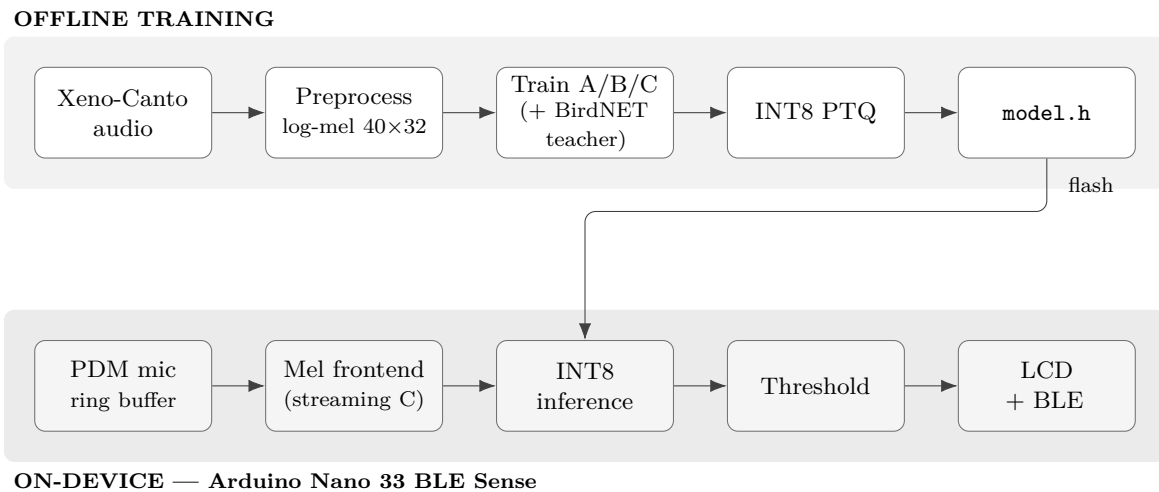 OFFLINE TRAINING
Xeno-Canto
audio
Preprocess
log-mel 40×32
Train A/B/C
(+ BirdNET
teacher)
INT8 PTQ
model.h
flash
PDM mic
ring buffer
Mel frontend
(streaming C)
INT8
inference
Threshold
LCD
+ BLE
ON-DEVICE — Arduino Nano 33 BLE Sense